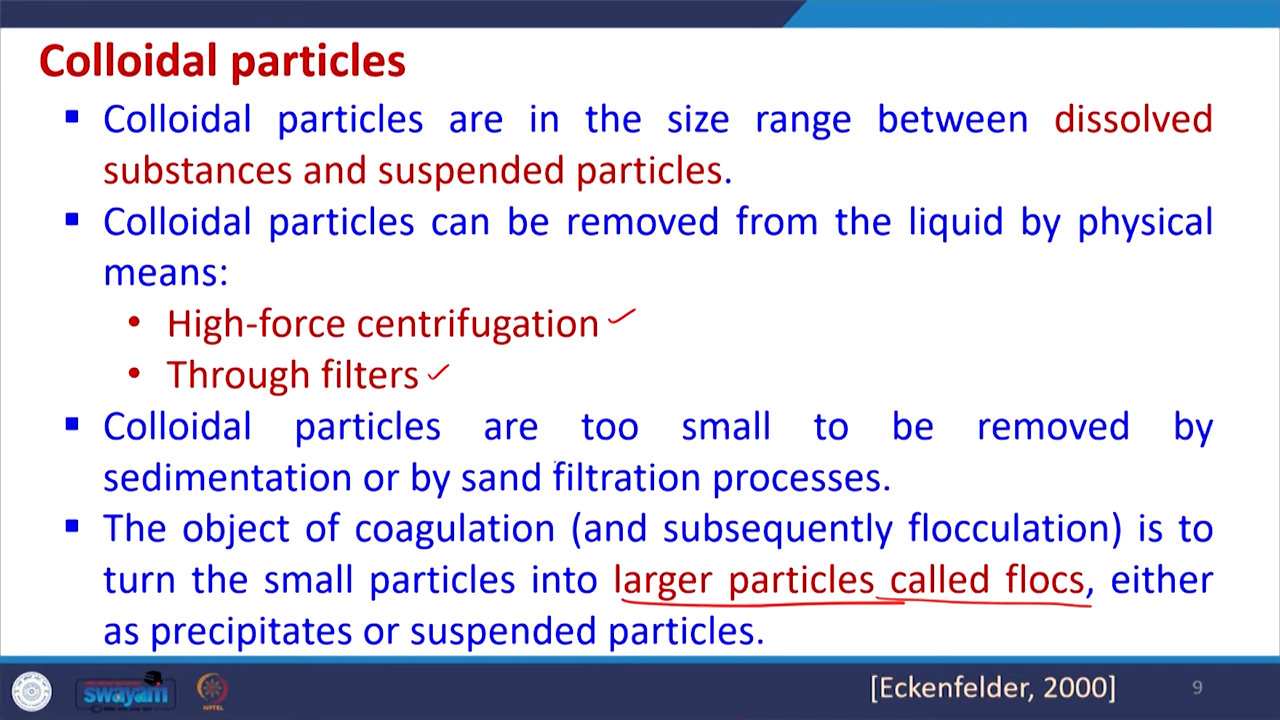 Colloidal particles
▪ Colloidal particles are in the size range between dissolved
substances and suspended particles.
▪ Colloidal particles can be removed from the liquid by physical
means:
• High-force centrifugation ✓
• Through filters ✓
▪ Colloidal particles are too small to be removed by
sedimentation or by sand filtration processes.
▪ The object of coagulation (and subsequently flocculation) is to
turn the small particles into larger particles called flocs, either
as precipitates or suspended particles.
swayam
NPTEL
[Eckenfelder, 2000]
9